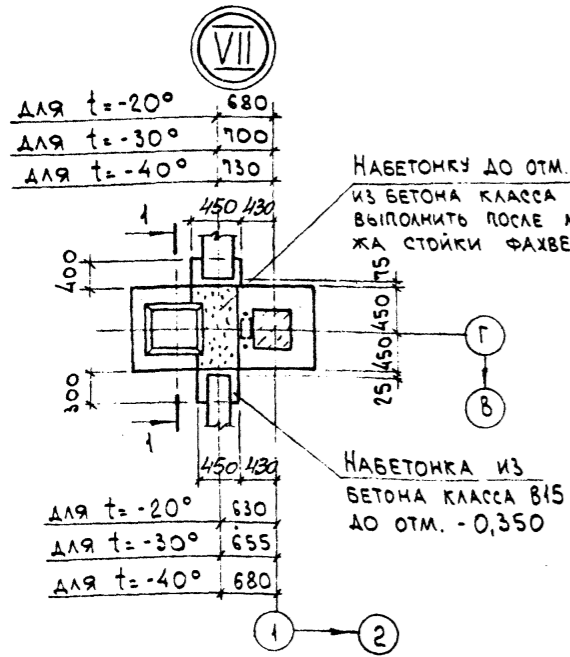 VII
для t=-20° 680
для t=-30° 700
для t=-40° 730
НАБЕТОНКУ ДО ОТМ.
ИЗ БЕТОНА КЛАССА
ВЫПОЛНИТЬ ПОСЛЕ М
ЖА СТОЙКИ ФАХВЕ
1
450 430
400
75
450
450
25
300
Г
В
1
450 430
НАБЕТОНКА ИЗ
БЕТОНА КЛАССА В15
ДО ОТМ. -0,350
для t=-20° 630
для t=-30° 655
для t=-40° 680
1
2